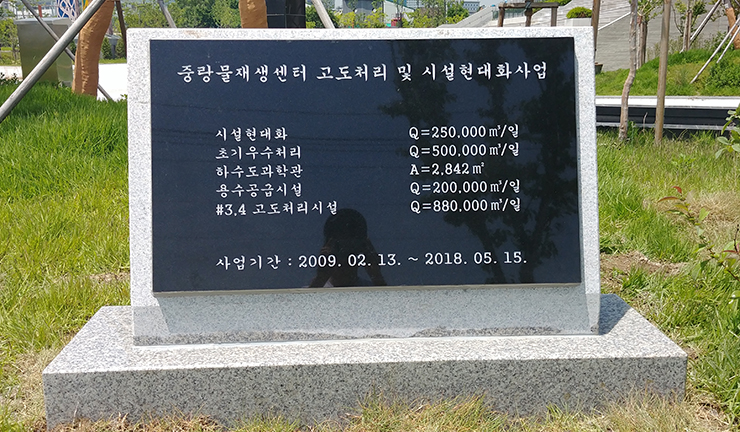 중랑물재생센터 고도처리 및 시설현대화사업
시설현대화 Q=250,000㎥/일
초기우수처리 Q=500,000㎥/일
하수도과학관 A=2,842㎡
용수공급시설 Q=200,000㎥/일
#3,4 고도처리시설 Q=880,000㎥/일
사업기간 : 2009. 02. 13. ~ 2018. 05. 15.